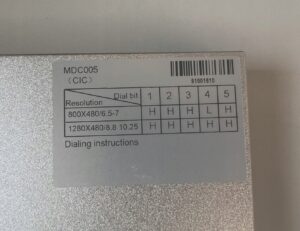 MDC005
（CIC）
91001610
Dial bit 1 2 3 4 5
Resolution
800X480/6.5-7 H H H L H
1280X480/8.8 10.25 H H H H H
Dialing instructions